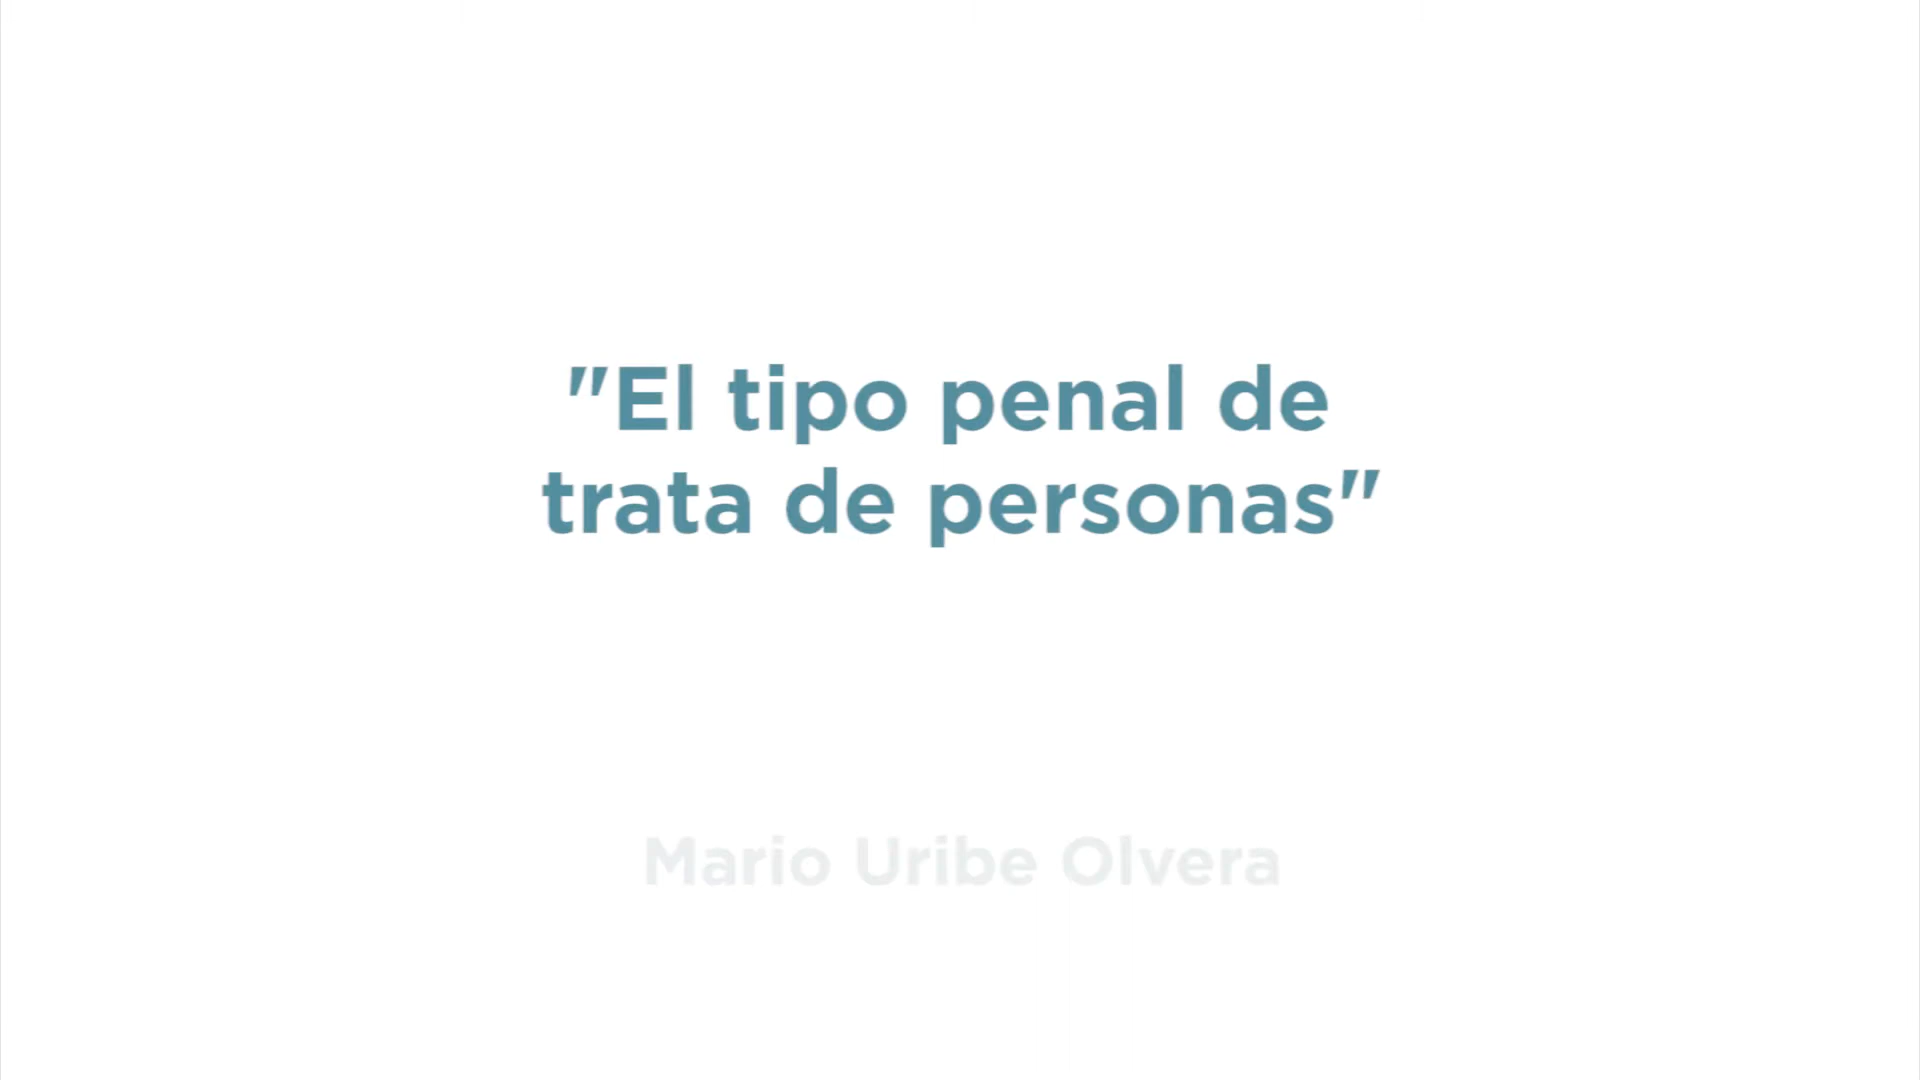 "El tipo penal de
trata de personas"
Mario Uribe Olvera